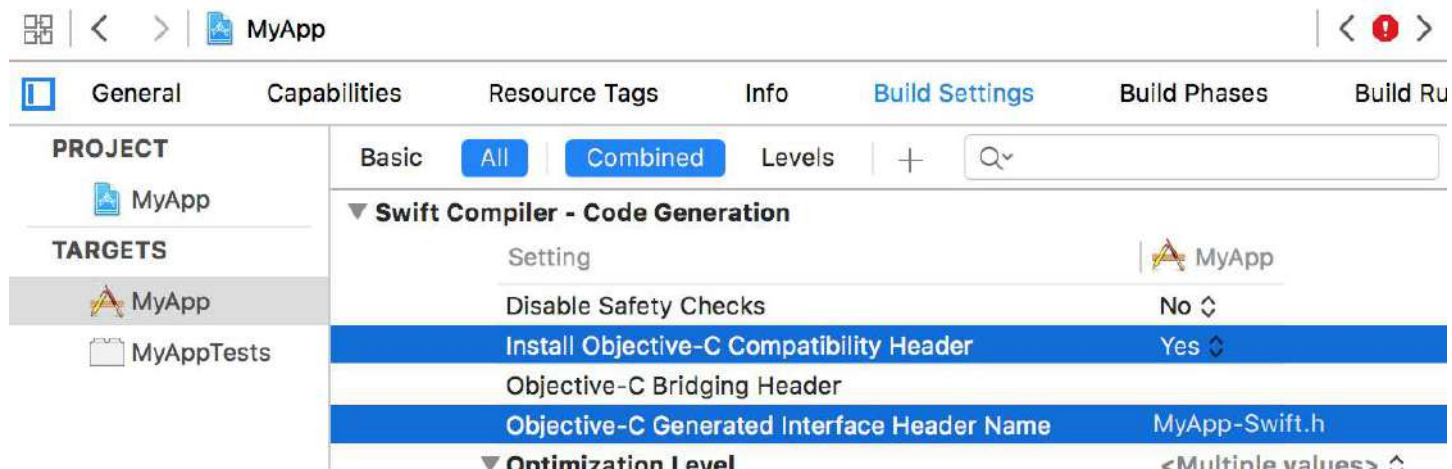 MyApp
General Capabilities Resource Tags Info Build Settings Build Phases Build Ru
PROJECT
MyApp
TARGETS
MyApp
MyAppTests
Basic All Combined Levels
Swift Compiler - Code Generation
Setting MyApp
Disable Safety Checks No
Install Objective-C Compatibility Header Yes
Objective-C Bridging Header
Objective-C Generated Interface Header Name MyApp-Swift.h
Optimization Level <Multiple values>